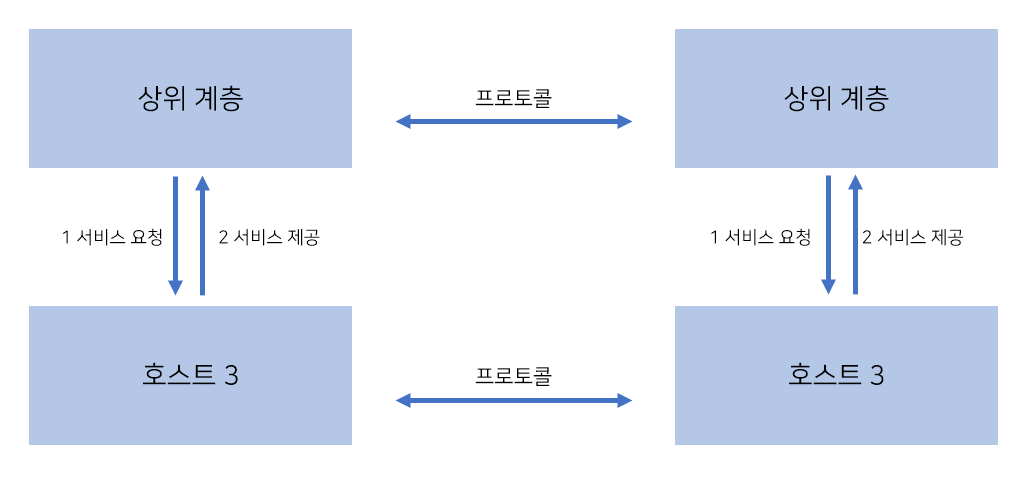 상위 계층
프로토콜
상위 계층
1 서비스 요청
2 서비스 제공
1 서비스 요청
2 서비스 제공
호스트 3
프로토콜
호스트 3